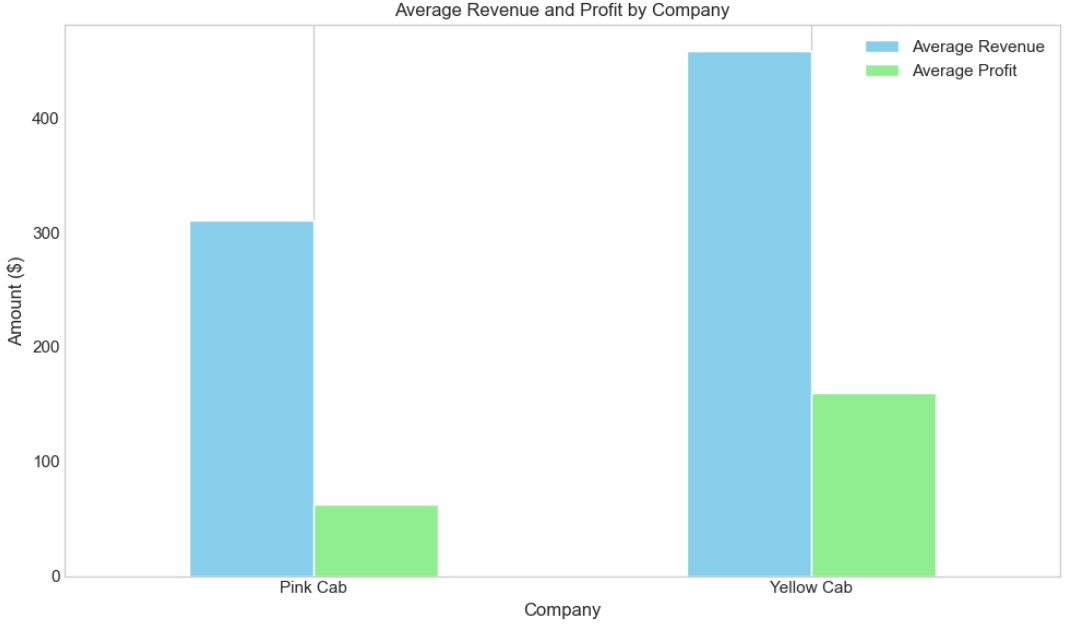 Average Revenue and Profit by Company
Average Revenue
Average Profit
400
300
200
100
0
Amount ($)
Pink Cab
Yellow Cab
Company